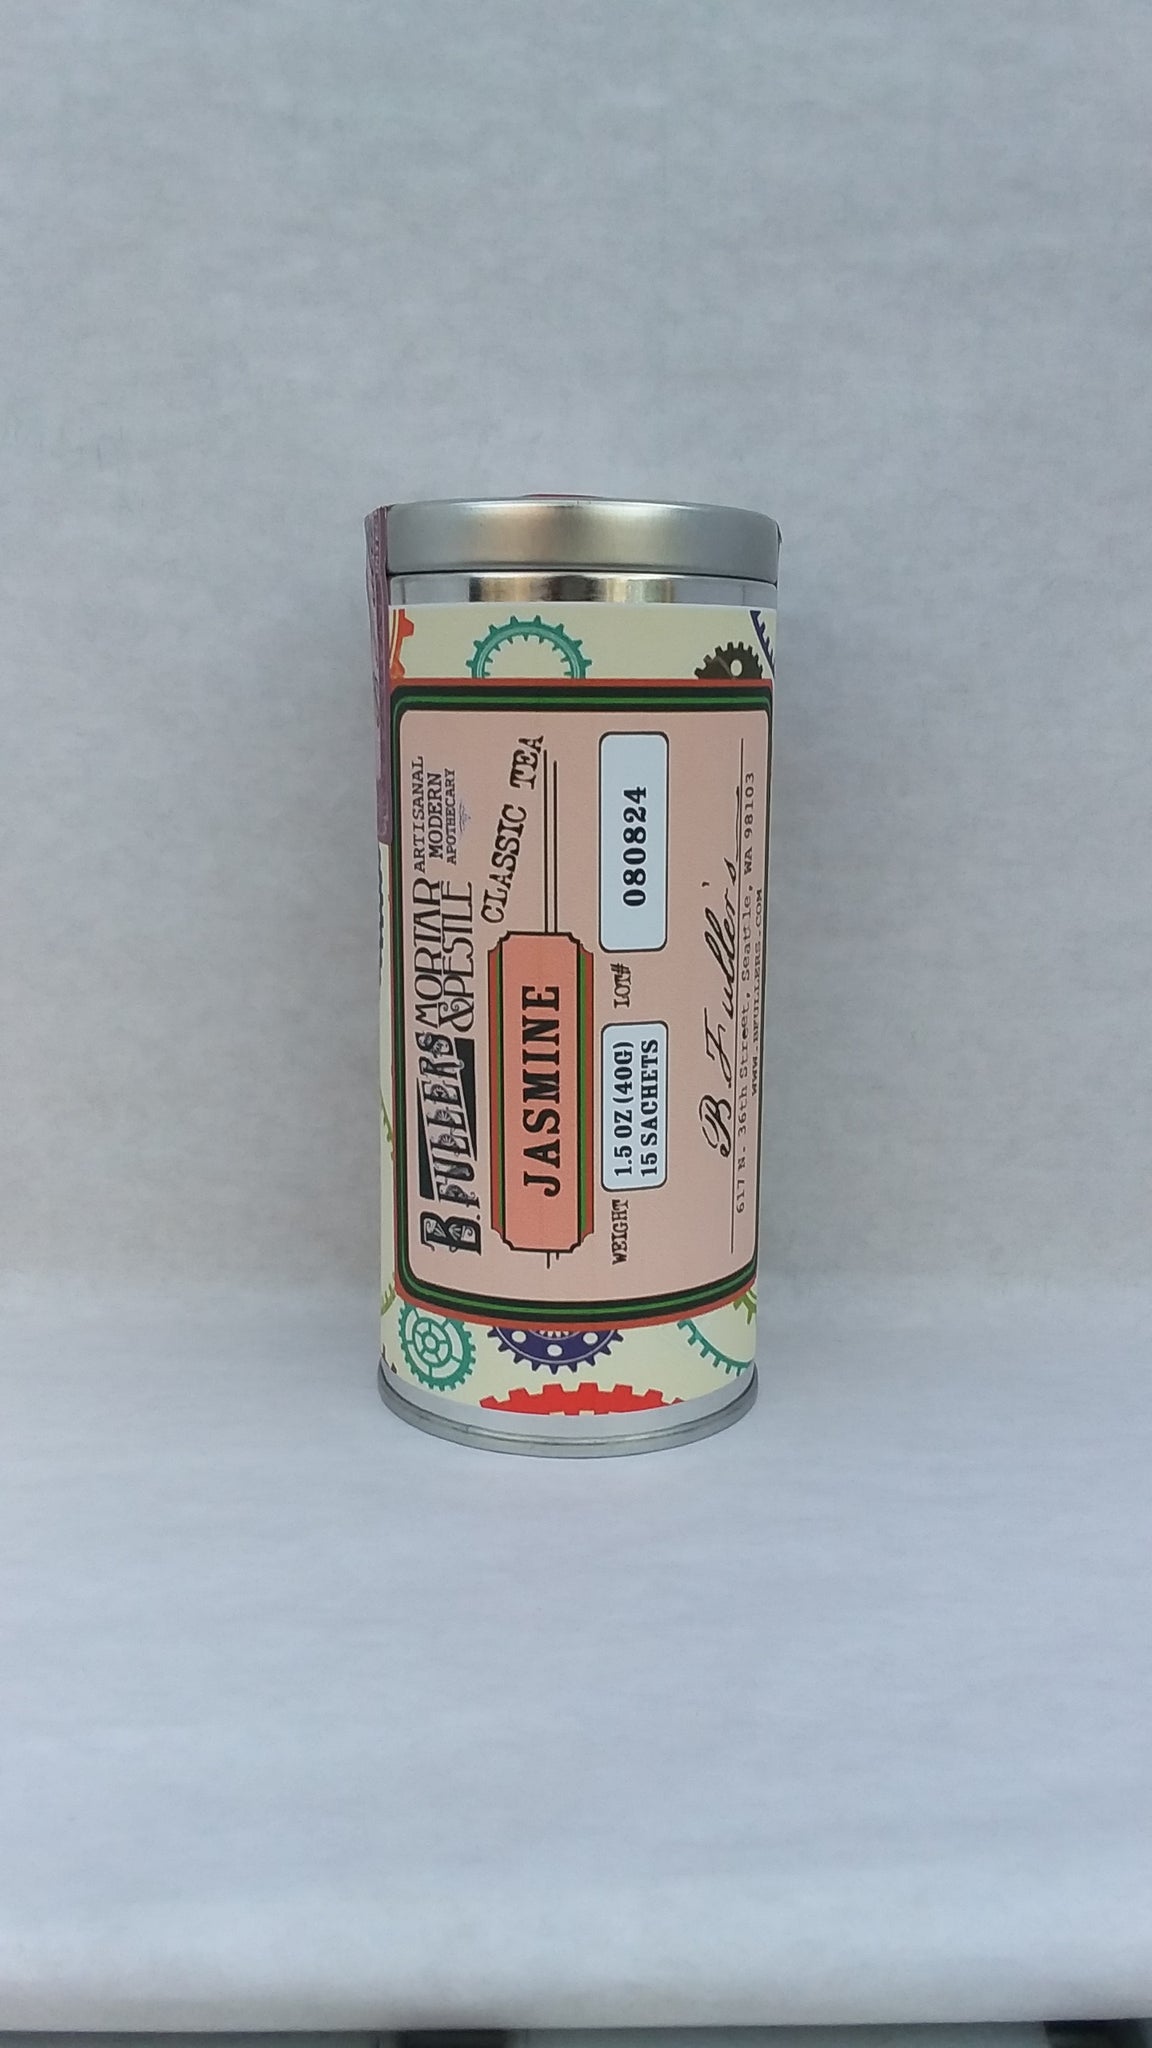 B. FULLER'S MORTAR & PESTLE
ARTISANAL
MODERN
APOTHECARY
CLASSIC TEA
JASMINE
WEIGHT 1.5 OZ (40G)
15 SACHETS
LOT# 080824
B. Fuller's
617 N. 36th Street, Seattle, WA 98103
WWW.BFULLERS.COM